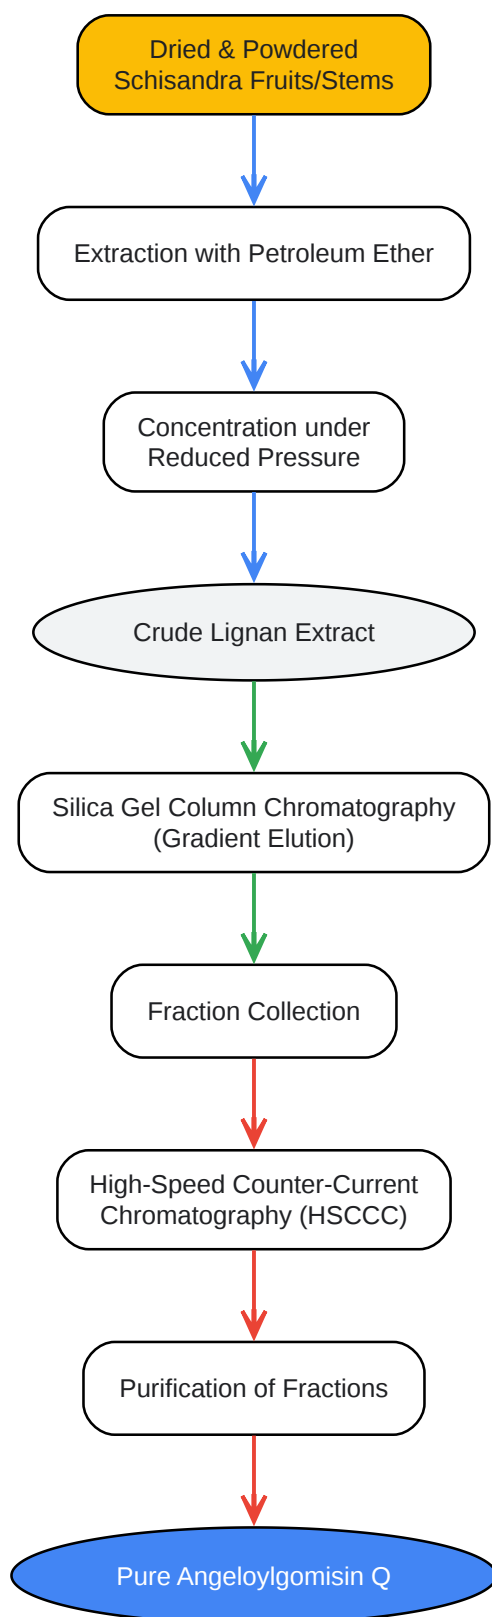 Dried & Powdered
Schisandra Fruits/Stems
Extraction with Petroleum Ether
Concentration under
Reduced Pressure
Crude Lignan Extract
Silica Gel Column Chromatography
(Gradient Elution)
Fraction Collection
High-Speed Counter-Current
Chromatography (HSCCC)
Purification of Fractions
Pure Angeloylgomisin Q